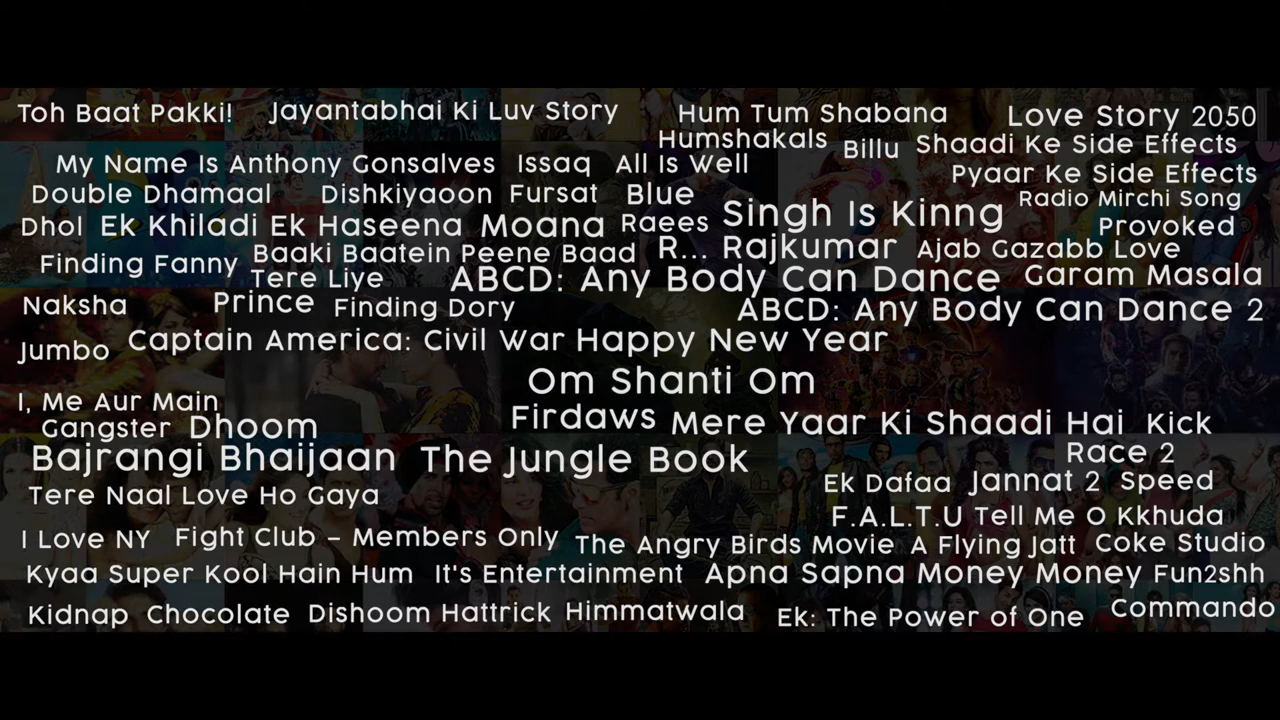 Toh Baat Pakki! Jayantabhai Ki Luv Story Hum Tum Shabana Love Story 2050
Humshakals Billu Shaadi Ke Side Effects
My Name Is Anthony Gonsalves Issaq All Is Well Pyaar Ke Side Effects
Double Dhamaal Dishkiyaoon Fursat Blue Radio Mirchi Song
Dhol Ek Khiladi Ek Haseena Moana Raees Singh Is Kinng Provoked
Finding Fanny Baaki Baatein Peene Baad R... Rajkumar Ajab Gazabb Love
Tere Liye ABCD: Any Body Can Dance Garam Masala
Naksha Prince Finding Dory ABCD: Any Body Can Dance 2
Jumbo Captain America: Civil War Happy New Year
Om Shanti Om
I, Me Aur Main
Gangster Dhoom Firdaws Mere Yaar Ki Shaadi Hai Kick
Bajrangi Bhaijaan The Jungle Book Race 2
Tere Naal Love Ho Gaya Ek Dafaa Jannat 2 Speed
F.A.L.T.U Tell Me O Kkhuda
I Love NY Fight Club – Members Only The Angry Birds Movie A Flying Jatt Coke Studio
Kyaa Super Kool Hain Hum It's Entertainment Apna Sapna Money Money Fun2shh
Kidnap Chocolate Dishoom Hattrick Himmatwala Ek: The Power of One Commando